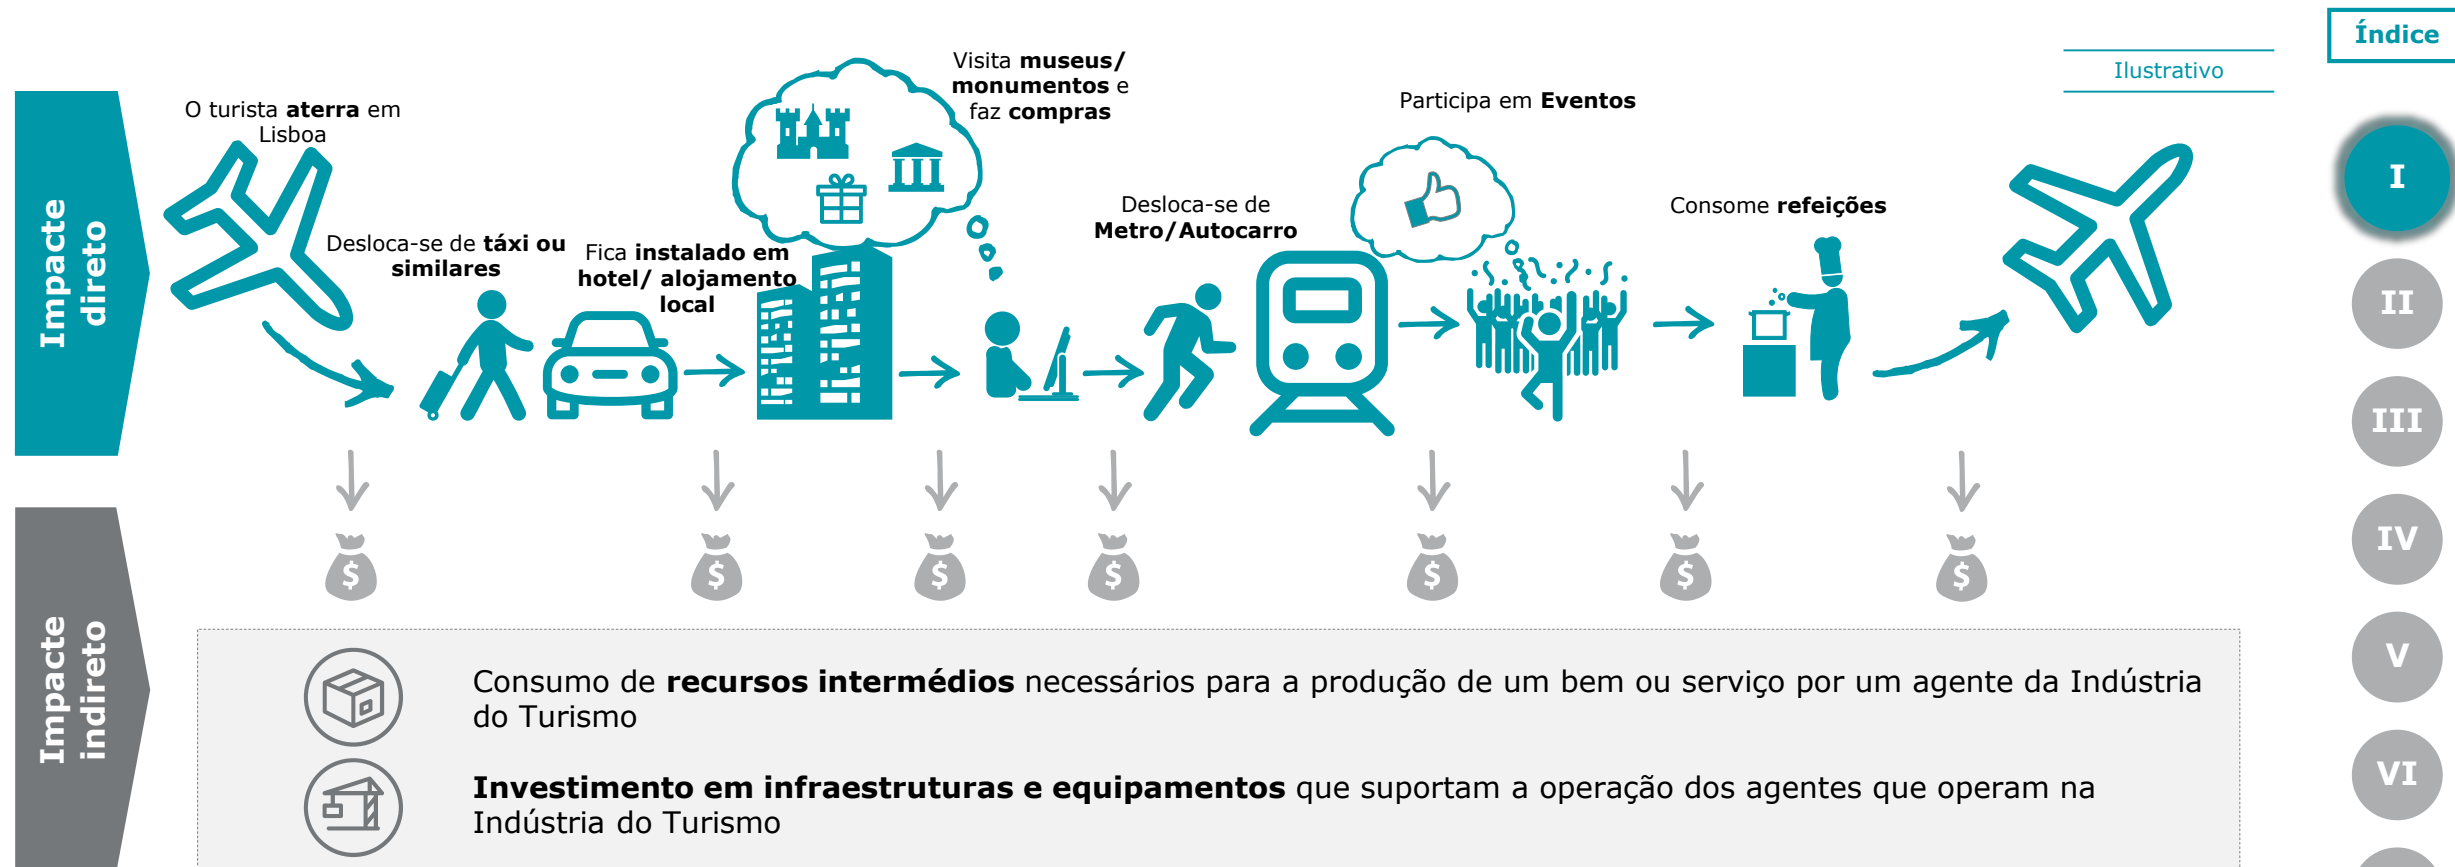 Índice
Ilustrativo
Impacte
direto
O turista aterra em
Lisboa
Desloca-se de táxi ou
similares
Fica instalado em
hotel/ alojamento
local
Visita museus/
monumentos e
faz compras
Desloca-se de
Metro/Autocarro
Participa em Eventos
Consome refeições
$ $ $ $ $ $ $
Impacte
indireto
Consumo de recursos intermédios necessários para a produção de um bem ou serviço por um agente da Indústria
do Turismo
Investimento em infraestruturas e equipamentos que suportam a operação dos agentes que operam na
Indústria do Turismo
I
II
III
IV
V
VI